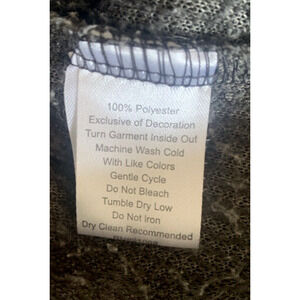 100% Polyester
Exclusive of Decoration
Turn Garment Inside Out
Machine Wash Cold
With Like Colors
Gentle Cycle
Do Not Bleach
Tumble Dry Low
Do Not Iron
Dry Clean Recommended